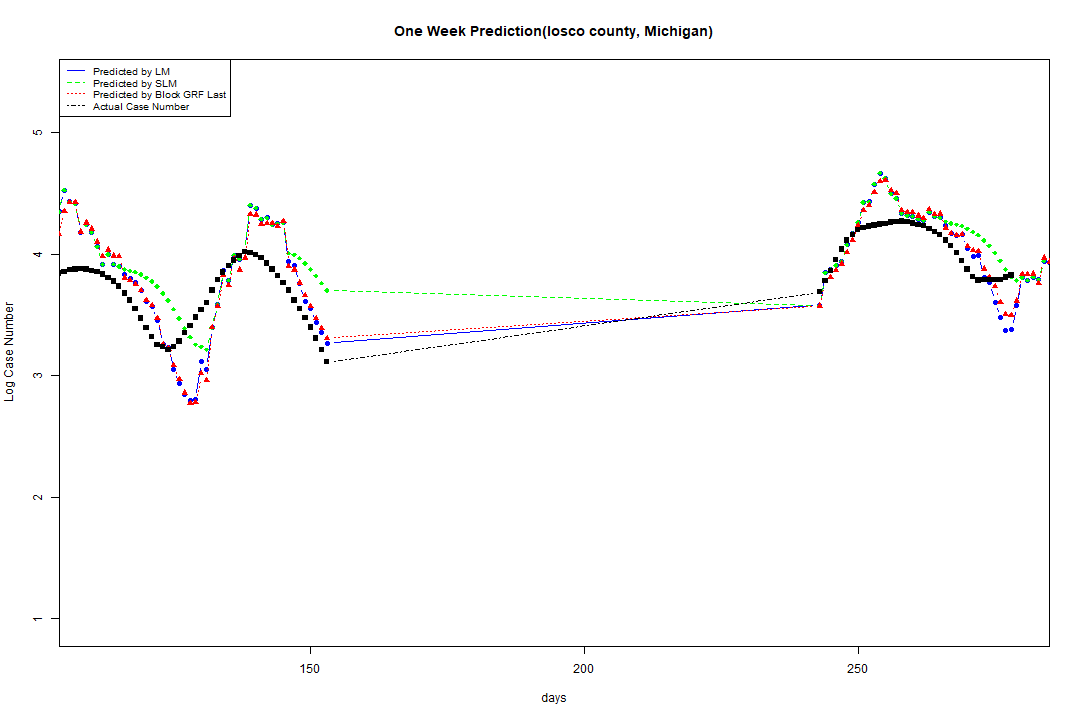 One Week Prediction(Iosco county, Michigan)
Predicted by LM
Predicted by SLM
Predicted by Block GRF Last
Actual Case Number
5
4
3
2
1
Log Case Number
150
200
250
days